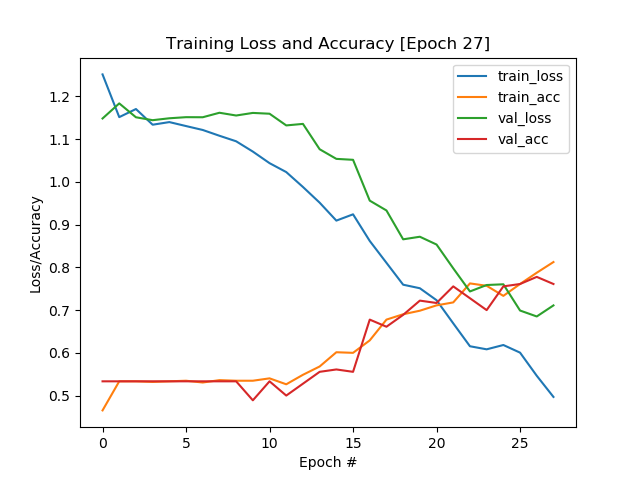 Training Loss and Accuracy [Epoch 27]
train_loss
train_acc
val_loss
val_acc
1.2
1.1
1.0
0.9
0.8
0.7
0.6
0.5
Loss/Accuracy
0 5 10 15 20 25
Epoch #